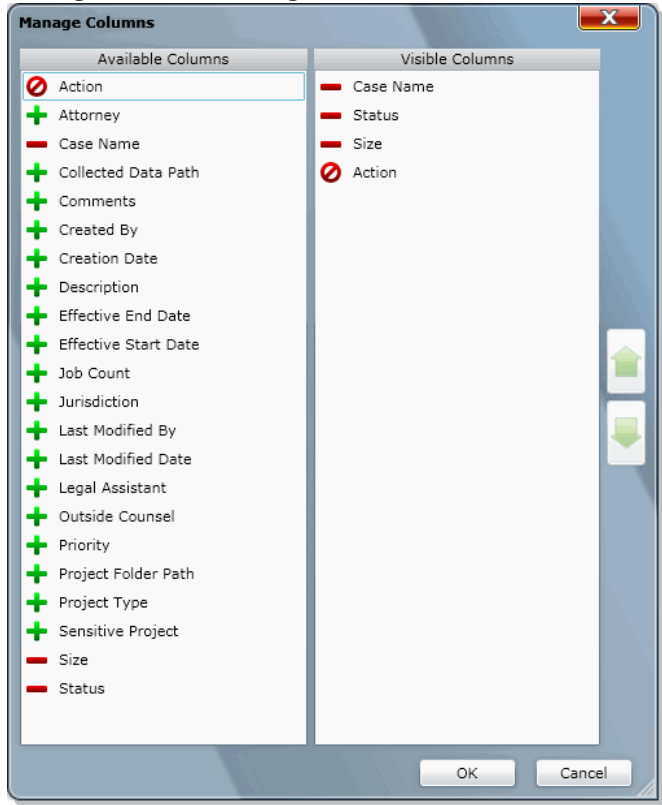 Manage Columns
Available Columns
Action
Attorney
Case Name
Collected Data Path
Comments
Created By
Creation Date
Description
Effective End Date
Effective Start Date
Job Count
Jurisdiction
Last Modified By
Last Modified Date
Legal Assistant
Outside Counsel
Priority
Project Folder Path
Project Type
Sensitive Project
Size
Status
Visible Columns
Case Name
Status
Size
Action
OK
Cancel